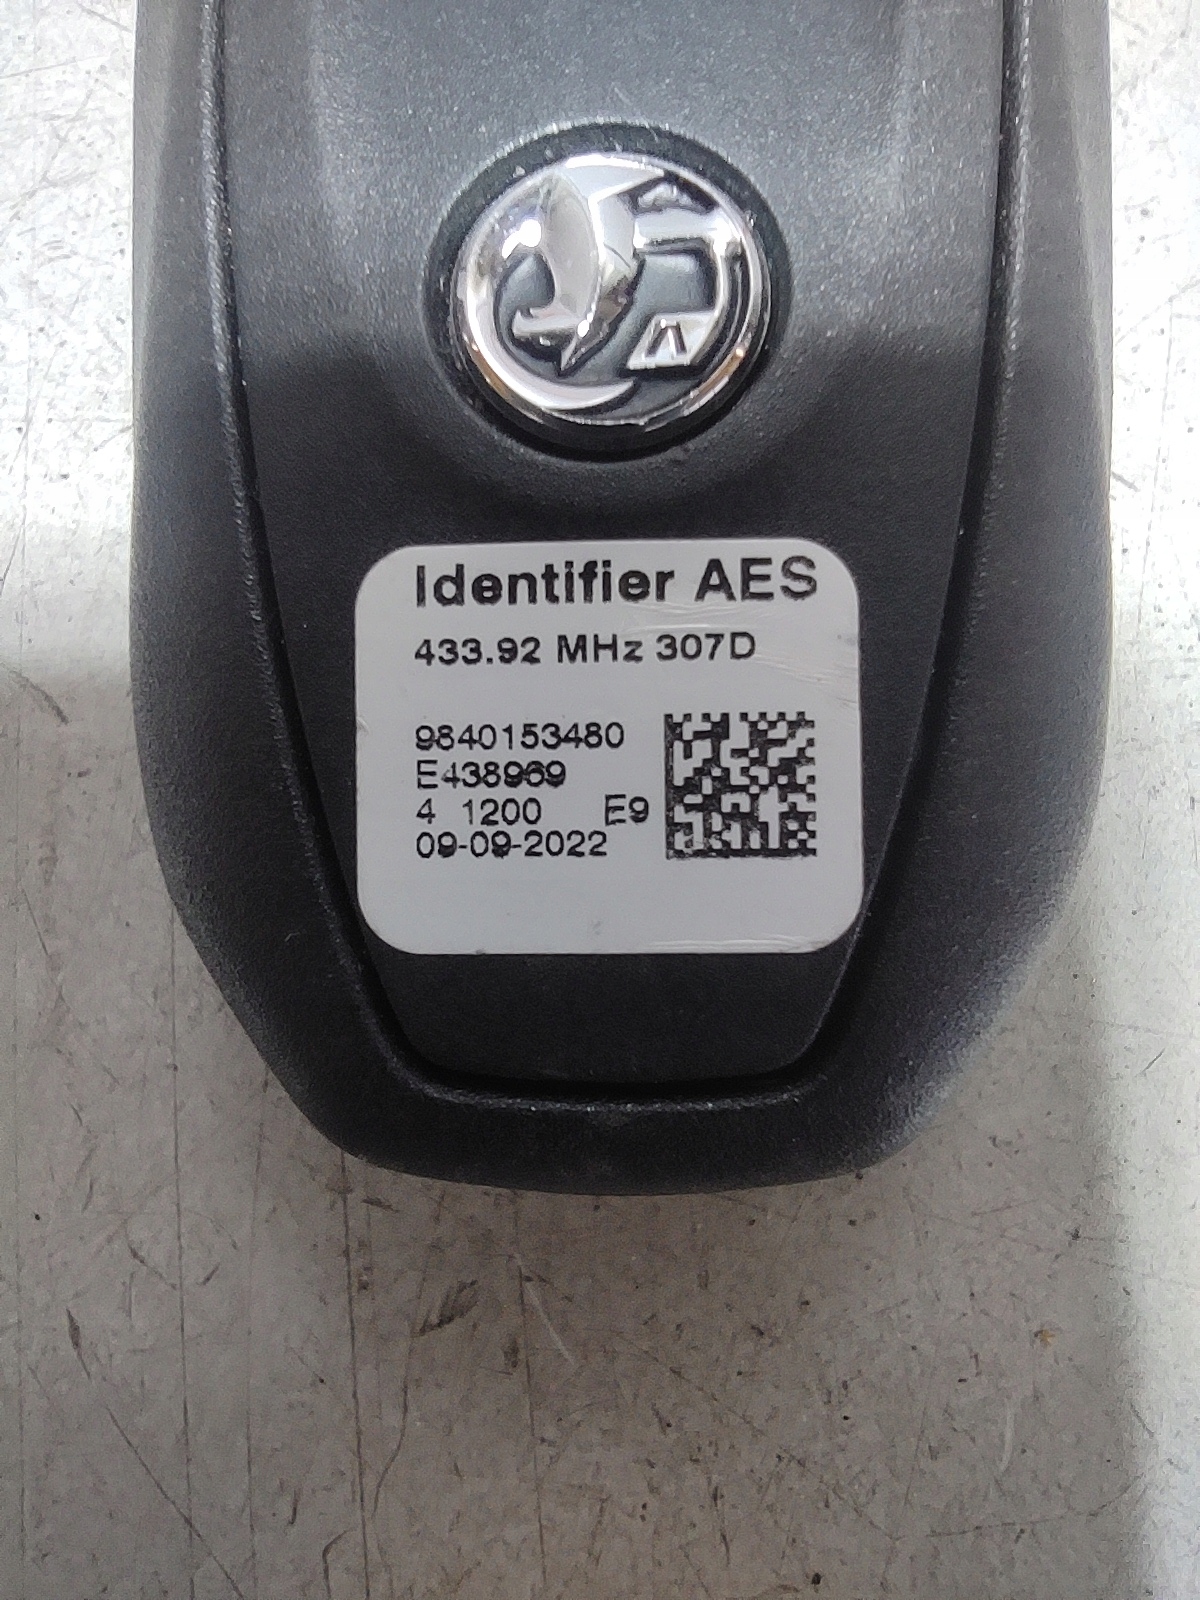 Identifier AES
433.92 MHz 307D
9840153480
E438969
4 1200 E9
09-09-2022
V